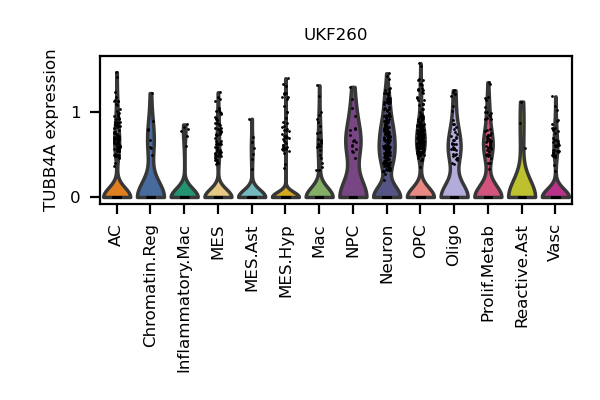 UKF260
TUBB4A expression
1
0
AC
Chromatin.Reg
Inflammatory.Mac
MES
MES.Ast
MES.Hyp
Mac
NPC
Neuron
OPC
Oligo
Prolif.Metab
Reactive.Ast
Vasc